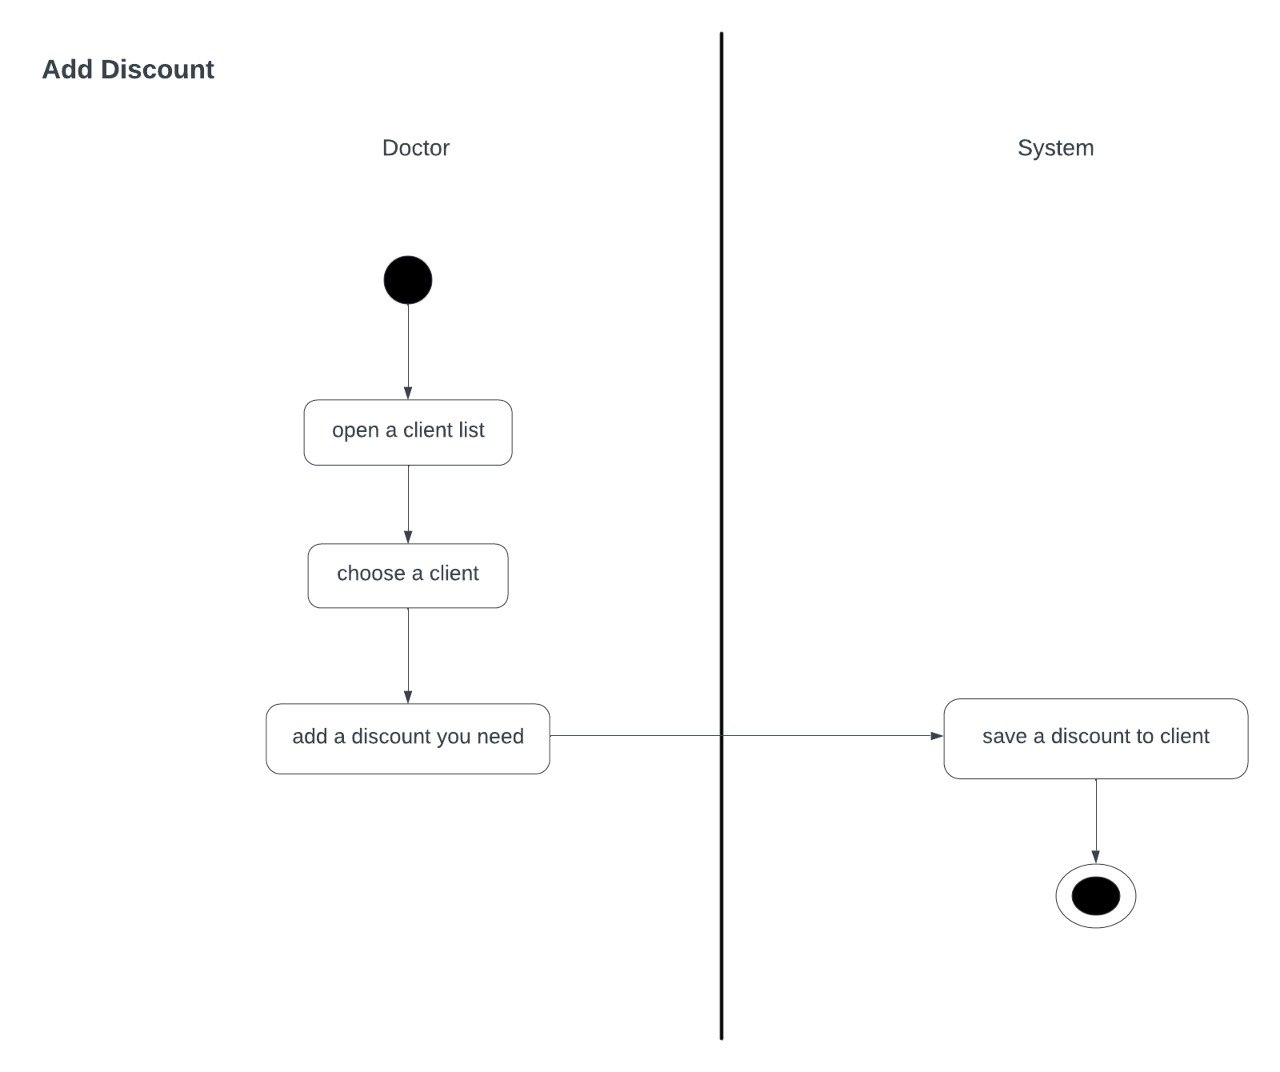 Add Discount
Doctor
System
open a client list
choose a client
add a discount you need
save a discount to client